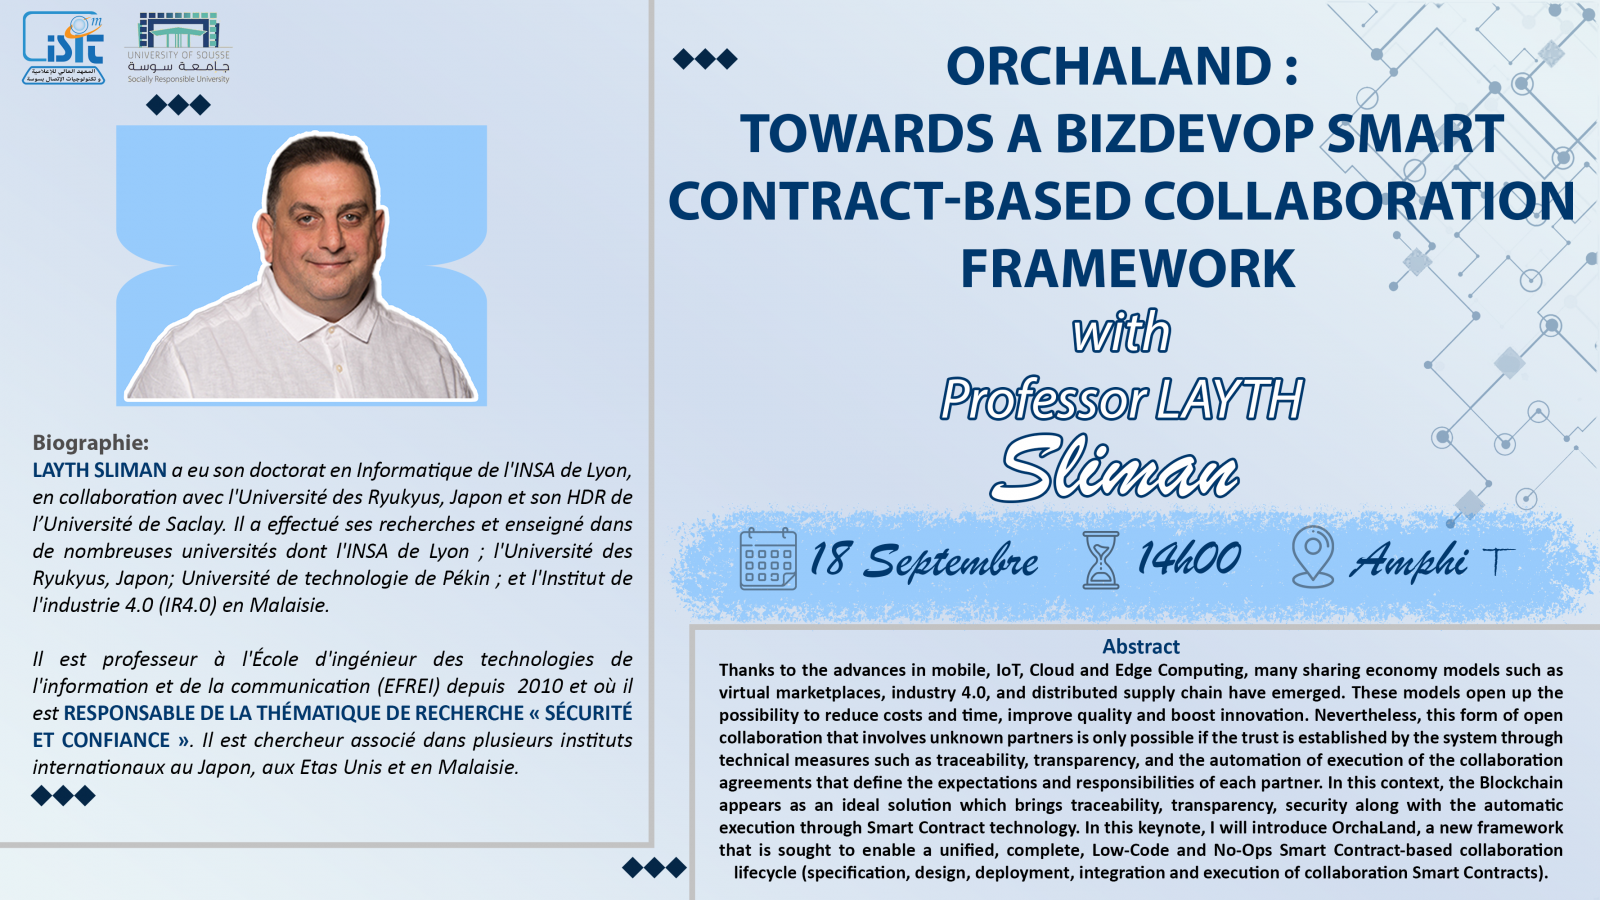 isit m
المعهد العالي للإعلامية
و تكنولوجيات الإتصال بسوسة
UNIVERSITY OF SOUSSE
جامعة سوسة
Socially Responsible University
Biographie:
LAYTH SLIMAN a eu son doctorat en Informatique de l'INSA de Lyon,
en collaboration avec l'Université des Ryukyus, Japon et son HDR de
l’Université de Saclay. Il a effectué ses recherches et enseigné dans
de nombreuses universités dont l'INSA de Lyon ; l'Université des
Ryukyus, Japon; Université de technologie de Pékin ; et l'Institut de
l'industrie 4.0 (IR4.0) en Malaisie.
Il est professeur à l'École d'ingénieur des technologies de
l'information et de la communication (EFREI) depuis 2010 et où il
est RESPONSABLE DE LA THÉMATIQUE DE RECHERCHE « SÉCURITÉ
ET CONFIANCE ». Il est chercheur associé dans plusieurs instituts
internationaux au Japon, aux Etas Unis et en Malaisie.
ORCHALAND :
TOWARDS A BIZDEVOP SMART
CONTRACT-BASED COLLABORATION
FRAMEWORK
with
Professor LAYTH
Sliman
18 Septembre 14h00 Amphi T
Abstract
Thanks to the advances in mobile, IoT, Cloud and Edge Computing, many sharing economy models such as
virtual marketplaces, industry 4.0, and distributed supply chain have emerged. These models open up the
possibility to reduce costs and time, improve quality and boost innovation. Nevertheless, this form of open
collaboration that involves unknown partners is only possible if the trust is established by the system through
technical measures such as traceability, transparency, and the automation of execution of the collaboration
agreements that define the expectations and responsibilities of each partner. In this context, the Blockchain
appears as an ideal solution which brings traceability, transparency, security along with the automatic
execution through Smart Contract technology. In this keynote, I will introduce OrchaLand, a new framework
that is sought to enable a unified, complete, Low-Code and No-Ops Smart Contract-based collaboration
lifecycle (specification, design, deployment, integration and execution of collaboration Smart Contracts).